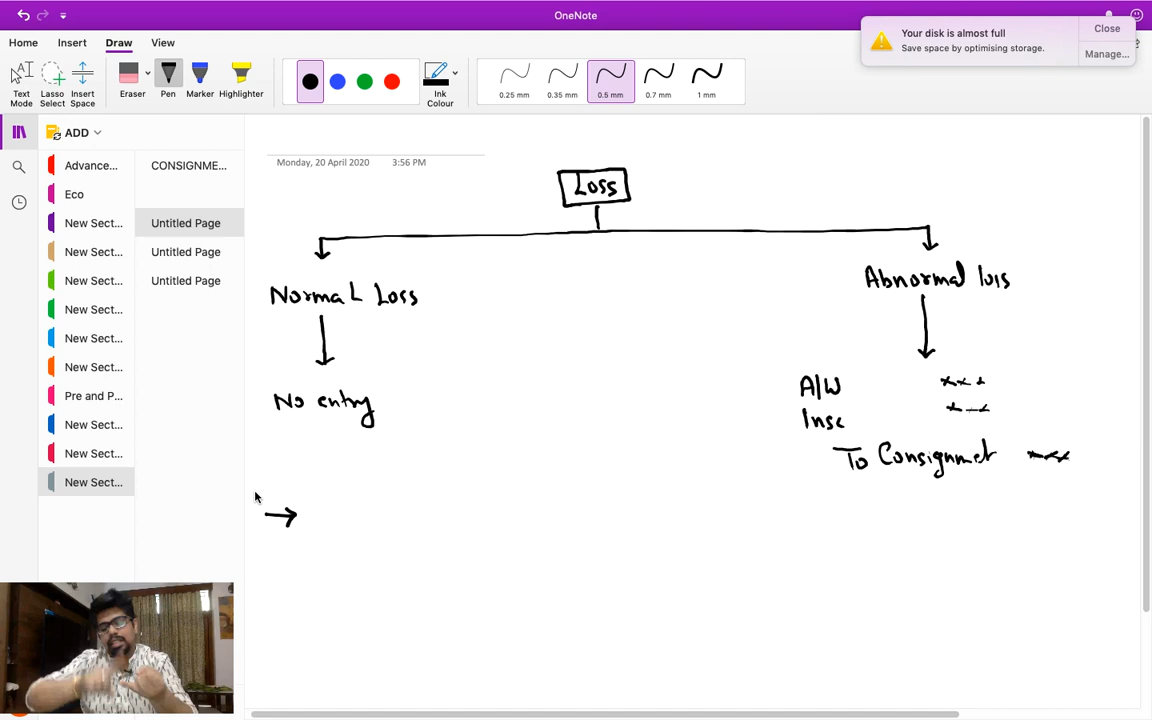 OneNote
Your disk is almost full
Save space by optimising storage.
Close
Manage...
Home Insert Draw View
Text Mode
Lasso Select
Insert Space
Eraser
Pen
Marker
Highlighter
Ink Colour
0.25 mm
0.35 mm
0.5 mm
0.7 mm
1 mm
ADD
Advance...
Eco
New Sect...
New Sect...
New Sect...
New Sect...
New Sect...
New Sect...
Pre and P...
New Sect...
New Sect...
New Sect...
CONSIGNME...
Untitled Page
Untitled Page
Untitled Page
Monday, 20 April 2020 3:56 PM
Loss
Normal Loss
Abnormal loss
No entry
A/W xxx
Insc xxx
To Consignmet xxx